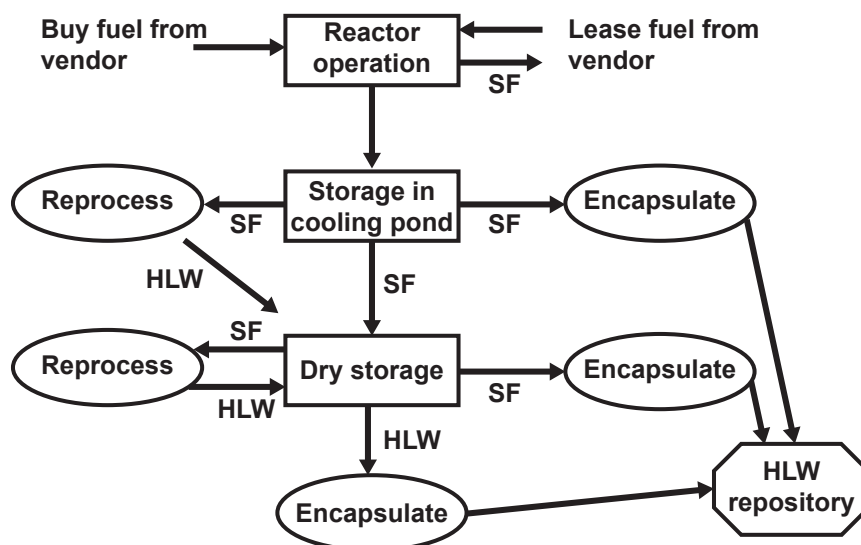 Buy fuel from
vendor
Reactor
operation
Lease fuel from
vendor
SF
Reprocess
SF
Storage in
cooling pond
SF
Encapsulate
HLW
SF
SF
Reprocess
HLW
Dry storage
SF
Encapsulate
HLW
Encapsulate
HLW
repository